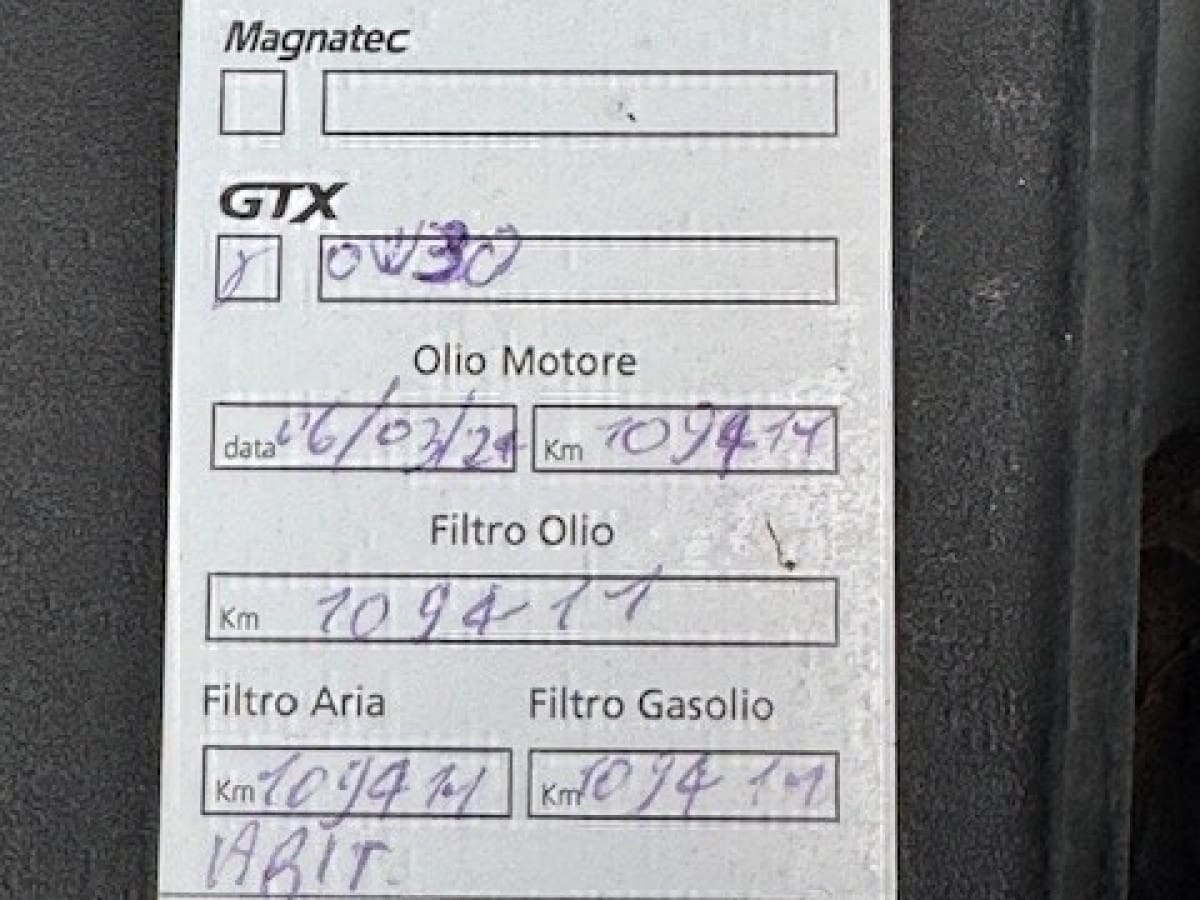 Magnatec
GTX
0W30
Olio Motore
data 06/03/24 Km 109411
Filtro Olio
Km 109411
Filtro Aria Filtro Gasolio
Km 109411 Km 109411
ABIT.